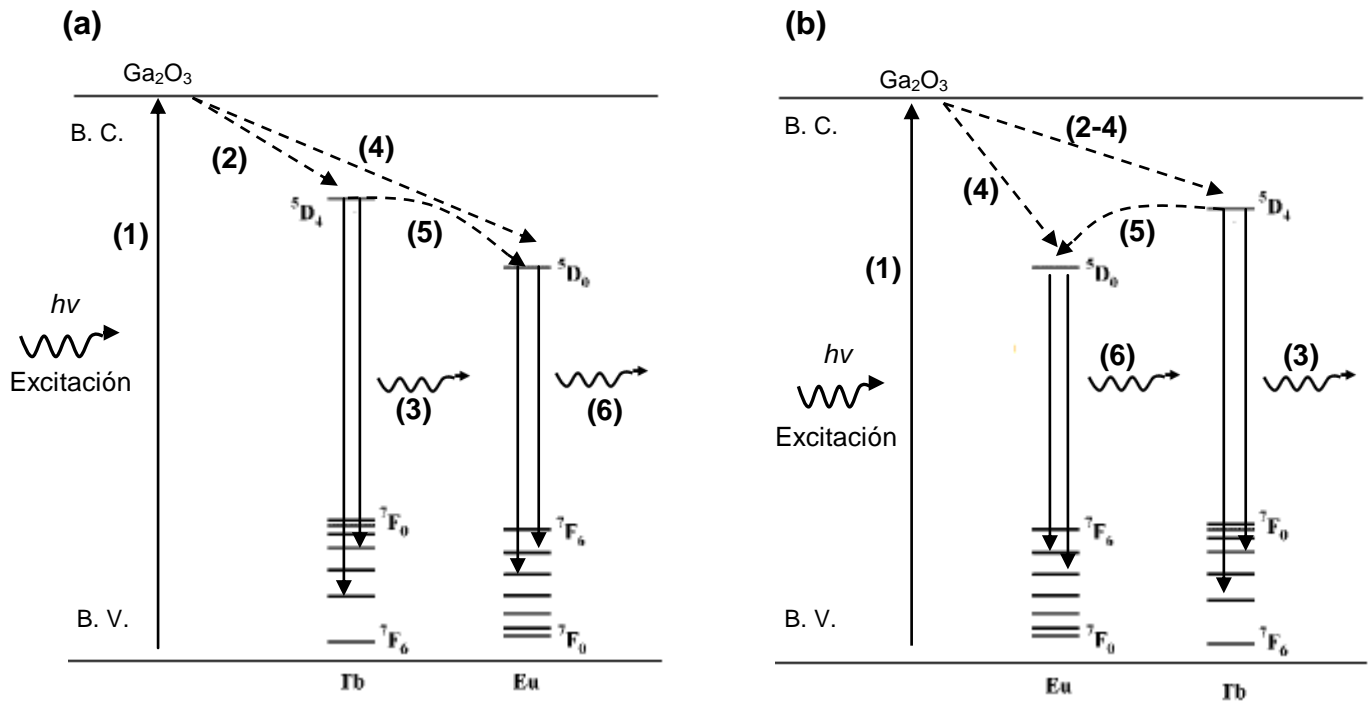 (a)
Ga₂O₃
B. C.
(2)
(4)
⁵D₄
(5)
(1)
⁵D₀
hv
Excitación
(3)
(6)
⁷F₀
⁷F₆
B. V.
⁷F₆
⁷F₀
Tb
Eu
(b)
Ga₂O₃
B. C.
(2-4)
(4)
⁵D₄
(5)
(1)
⁵D₀
hv
Excitación
(6)
(3)
⁷F₆
⁷F₀
B. V.
⁷F₀
⁷F₆
Eu
Tb